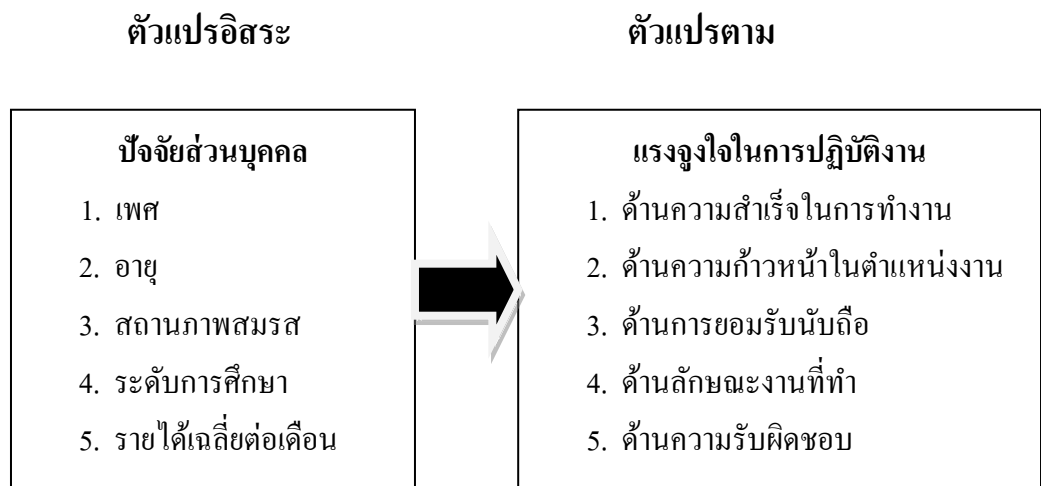 ตัวแปรอิสระ
ตัวแปรตาม
ปัจจัยส่วนบุคคล
1. เพศ
2. อายุ
3. สถานภาพสมรส
4. ระดับการศึกษา
5. รายได้เฉลี่ยต่อเดือน
แรงจูงใจในการปฏิบัติงาน
1. ด้านความสำเร็จในการทำงาน
2. ด้านความก้าวหน้าในตำแหน่งงาน
3. ด้านการยอมรับนับถือ
4. ด้านลักษณะงานที่ทำ
5. ด้านความรับผิดชอบ